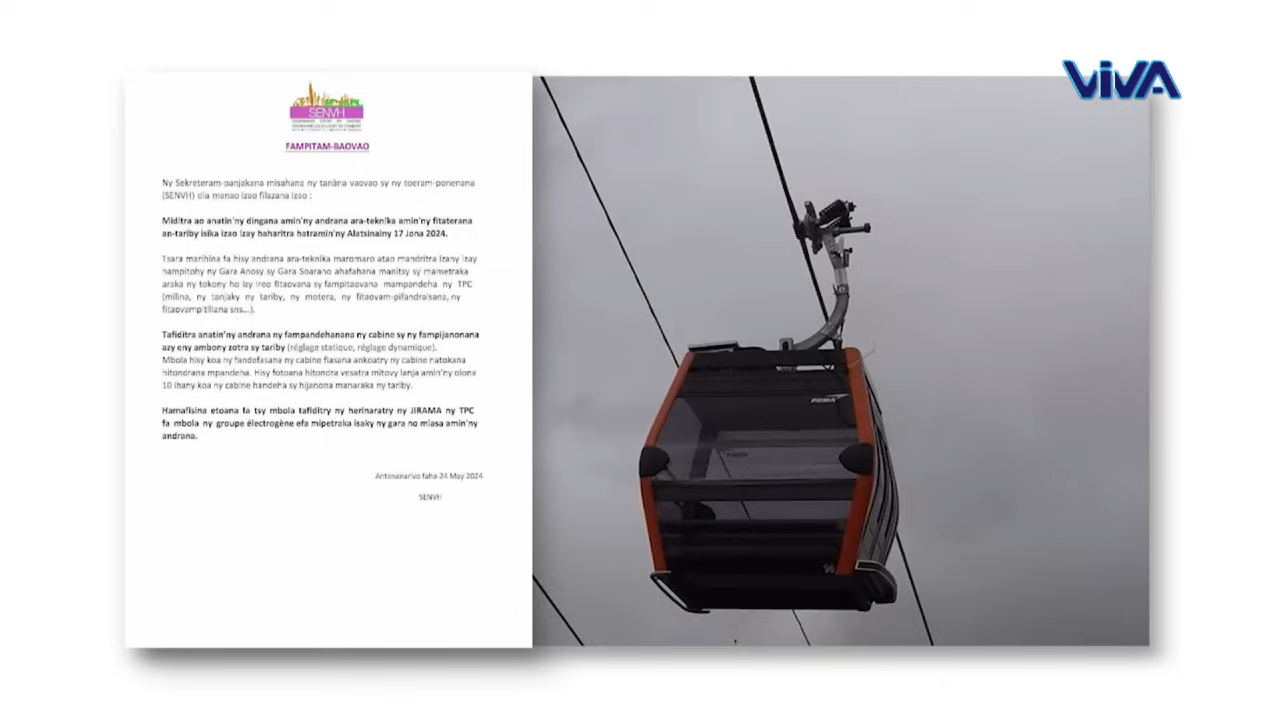 ViVA
SENVH
FAMPITAM-BAOVAO
Ny Sekreteram-panjakana misahana ny tanàna vaovao sy ny toeram-ponenana
(SENVH) dia manao izao filazana izao :
Miditra ao anatin'ny dingana amin'ny andrana ara-teknika amin'ny fitaterana
an-tariby isika izao izay haharitra hatramin'ny Alatsinainy 17 Jona 2024.
Tsara marihina fa hisy andrana ara-teknika maromaro atao mandritra izany izay
hampitohy ny Gara Anosy sy Gara Soarano ahafahana manitsy sy mametraka
araka ny tokony ho izy ireo fitaovana sy fampitaovana mampandeha ny TPC
(milina, ny tanjaky ny tariby, ny motera, ny fitaovam-pifandraisana, ny
fitaovampitiliana sns...).
Tafiditra anatin'ny andrana ny fampandehanana ny cabine sy ny fampijanonana
azy eny ambony zotra sy tariby (réglage statique, réglage dynamique).
Mbola hisy koa ny fandefasana ny cabine fiasana ankoatry ny cabine natokana
hitondrana mpandeha. Hisy fotoana hitondra vesatra mitovy lanja amin'ny olona
10 ihany koa ny cabine handeha sy hijanona manaraka ny tariby.
Hamafisina etoana fa tsy mbola tafiditry ny herinaratry ny JIRAMA ny TPC
fa mbola ny groupe électrogène efa mipetraka isaky ny gara no miasa amin'ny
andrana.
Antananarivo faha-24 May 2024
SENVH
POMA